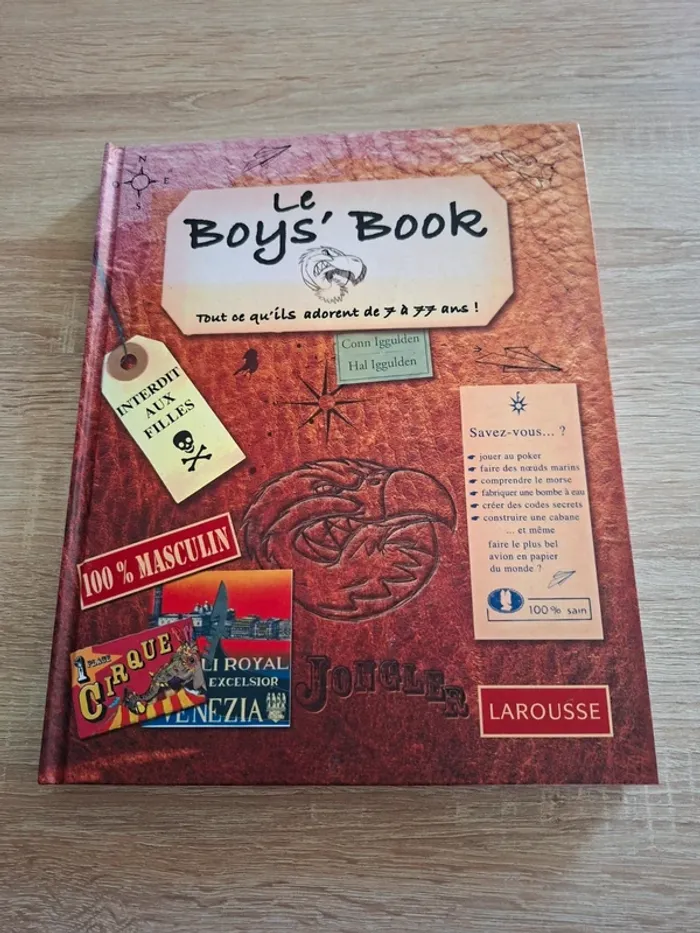 N
E
S
Le
Boys' Book
Tout ce qu'ils adorent de 7 à 77 ans !
Conn Iggulden
Hal Iggulden
INTERDIT
AUX
FILLES
Savez-vous... ?
jouer au poker
faire des nœuds marins
comprendre le morse
fabriquer une bombe à eau
créer des codes secrets
construire une cabane
... et même
faire le plus bel
avion en papier
du monde ?
100% sain
100 % MASCULIN
LI ROYAL
EXCELSIOR
VENEZIA
1 PLACE
CIRQUE
JONGLER
LAROUSSE